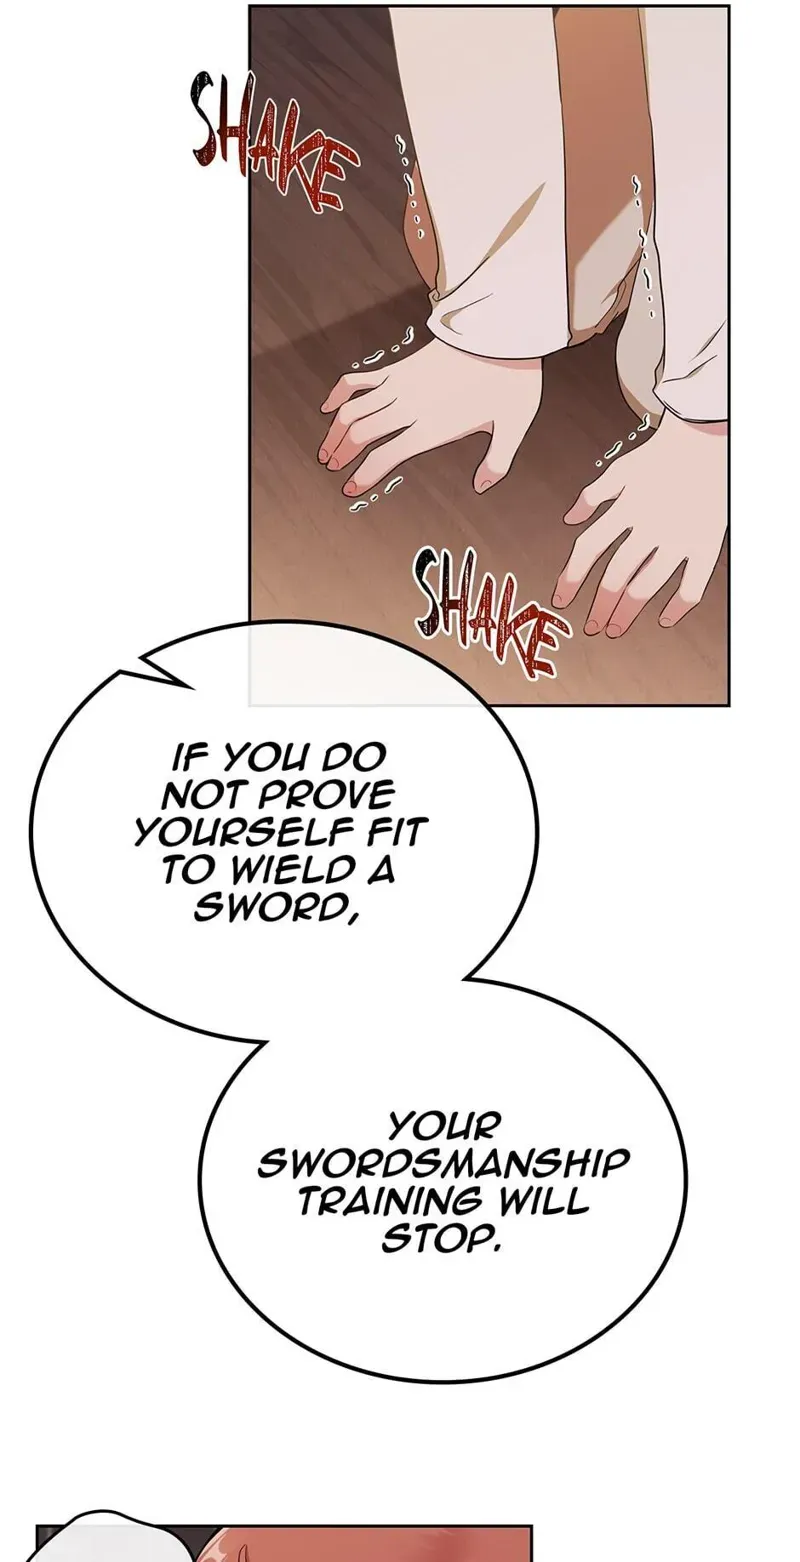 SHAKE
SHAKE
IF YOU DO
NOT PROVE
YOURSELF FIT
TO WIELD A
SWORD,
YOUR
SWORDSMANSHIP
TRAINING WILL
STOP.